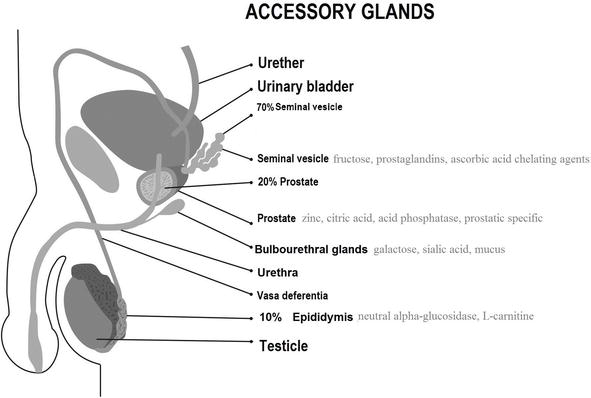 ACCESSORY GLANDS
Urether
Urinary bladder
70% Seminal vesicle
Seminal vesicle fructose, prostaglandins, ascorbic acid chelating agents
20% Prostate
Prostate zinc, citric acid, acid phosphatase, prostatic specific
Bulbourethral glands galactose, sialic acid, mucus
Urethra
Vasa deferentia
10% Epididymis neutral alpha-glucosidase, L-carnitine
Testicle